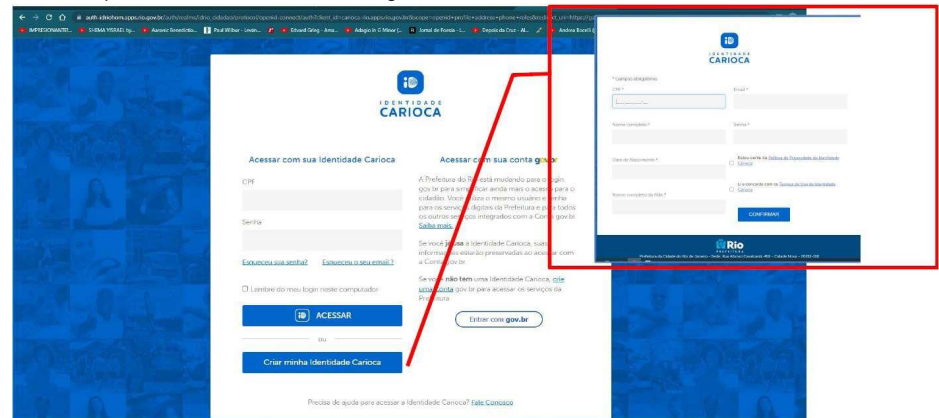 IDENTIDADE
CARIOCA
Acessar com sua Identidade Carioca
CPF
Senha
Esqueceu sua senha? Esqueceu o seu email?
Lembre do meu login neste computador
ACESSAR
ou
Criar minha Identidade Carioca
Acessar com sua conta gov.br
A Prefeitura do Rio está mudando para o login
gov.br para simplificar ainda mais o acesso para o
cidadão. Você utiliza o mesmo usuário e senha
para os serviços digitais da Prefeitura e para todos
os outros serviços integrados com a Conta gov.br.
Saiba mais.
Se você já usa a Identidade Carioca, suas
informações estarão preservadas ao acessar com
a Conta gov.br
Se você não tem uma Identidade Carioca, crie
uma conta gov.br para acessar os serviços da
Prefeitura
Entrar com gov.br
Precisa de ajuda para acessar a Identidade Carioca? Fale Conosco
IDENTIDADE
CARIOCA
* Campos obrigatórios
CPF *
Email *
Nome completo *
Senha *
Data de Nascimento *
Estou ciente da Política de Privacidade da Identidade
Carioca
Nome completo da Mãe *
Li e concordo com os Termos de Uso da Identidade
Carioca
CONFIRMAR
Rio
PREFEITURA